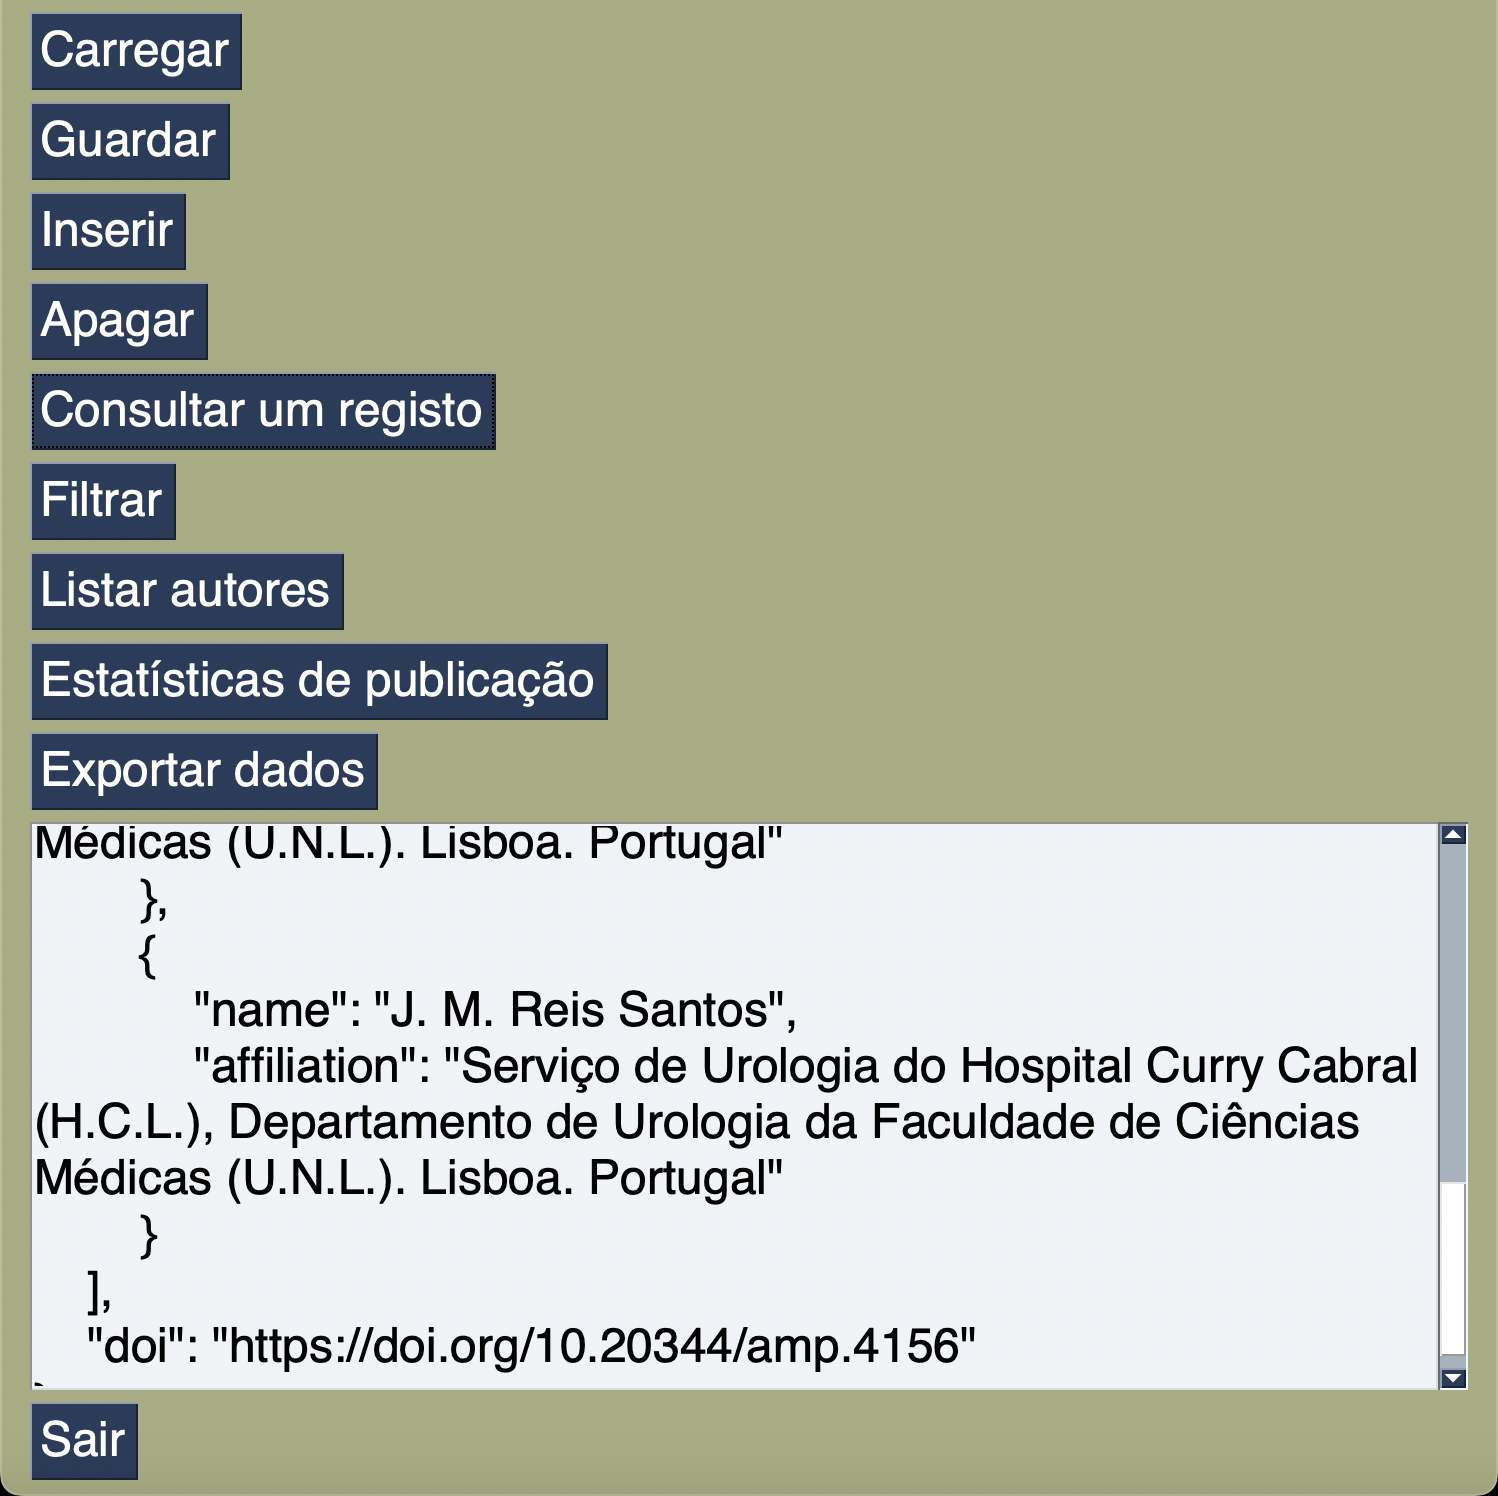 Carregar
Guardar
Inserir
Apagar
Consultar um registo
Filtrar
Listar autores
Estatísticas de publicação
Exportar dados
Médicas (U.N.L.). Lisboa. Portugal"
},
{
"name": "J. M. Reis Santos",
"affiliation": "Serviço de Urologia do Hospital Curry Cabral
(H.C.L.), Departamento de Urologia da Faculdade de Ciências
Médicas (U.N.L.). Lisboa. Portugal"
}
],
"doi": "https://doi.org/10.20344/amp.4156"
Sair